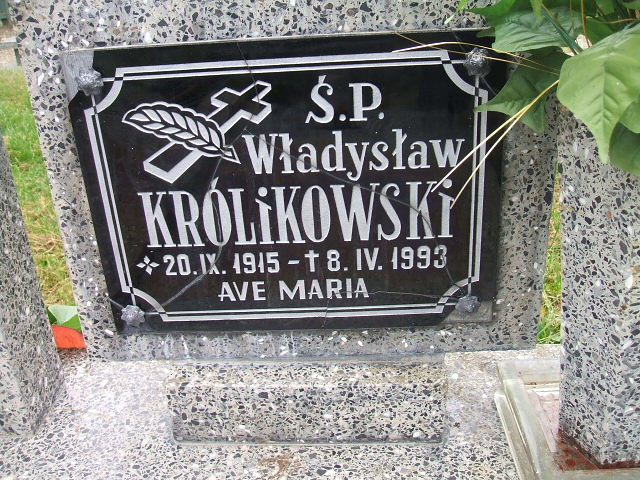 Ś.P.
Władysław
KRÓLiKOWSKi
20.IX.1915 - ✝ 8.IV.1993
AVE MARIA